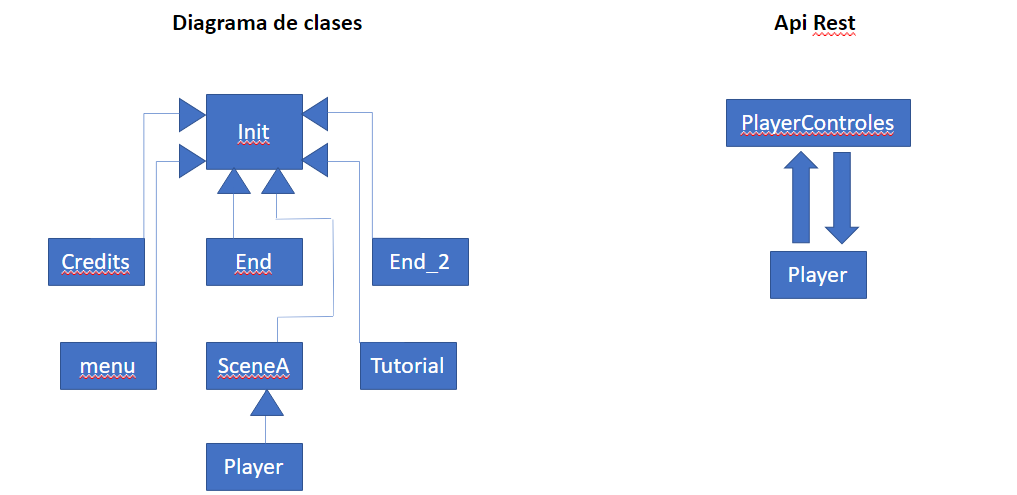 Diagrama de clases
Api Rest
Init
PlayerControles
Credits
End
End_2
Player
menu
SceneA
Tutorial
Player